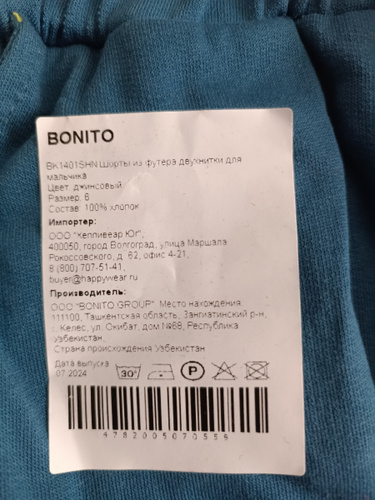 BONITO
BK1401SHN Шорты из футера двухнитки для
мальчика
Цвет: джинсовый
Размер: 6
Состав: 100% хлопок
Импортер:
ООО "Хеппивеар Юг",
400050, город Волгоград, улица Маршала
Рокоссовского, д. 62, офис 4-21,
8 (800) 707-51-41,
buyer@happywear.ru
Производитель:
ООО "BONITO GROUP". Место нахождения:
111100, Ташкентская область, Зангиатинский р-н,
г. Келес, ул. Окибат, дом №68, Республика
Узбекистан.
Страна происхождения Узбекистан
Дата выпуска
07.2024
30°
P
4782005070535